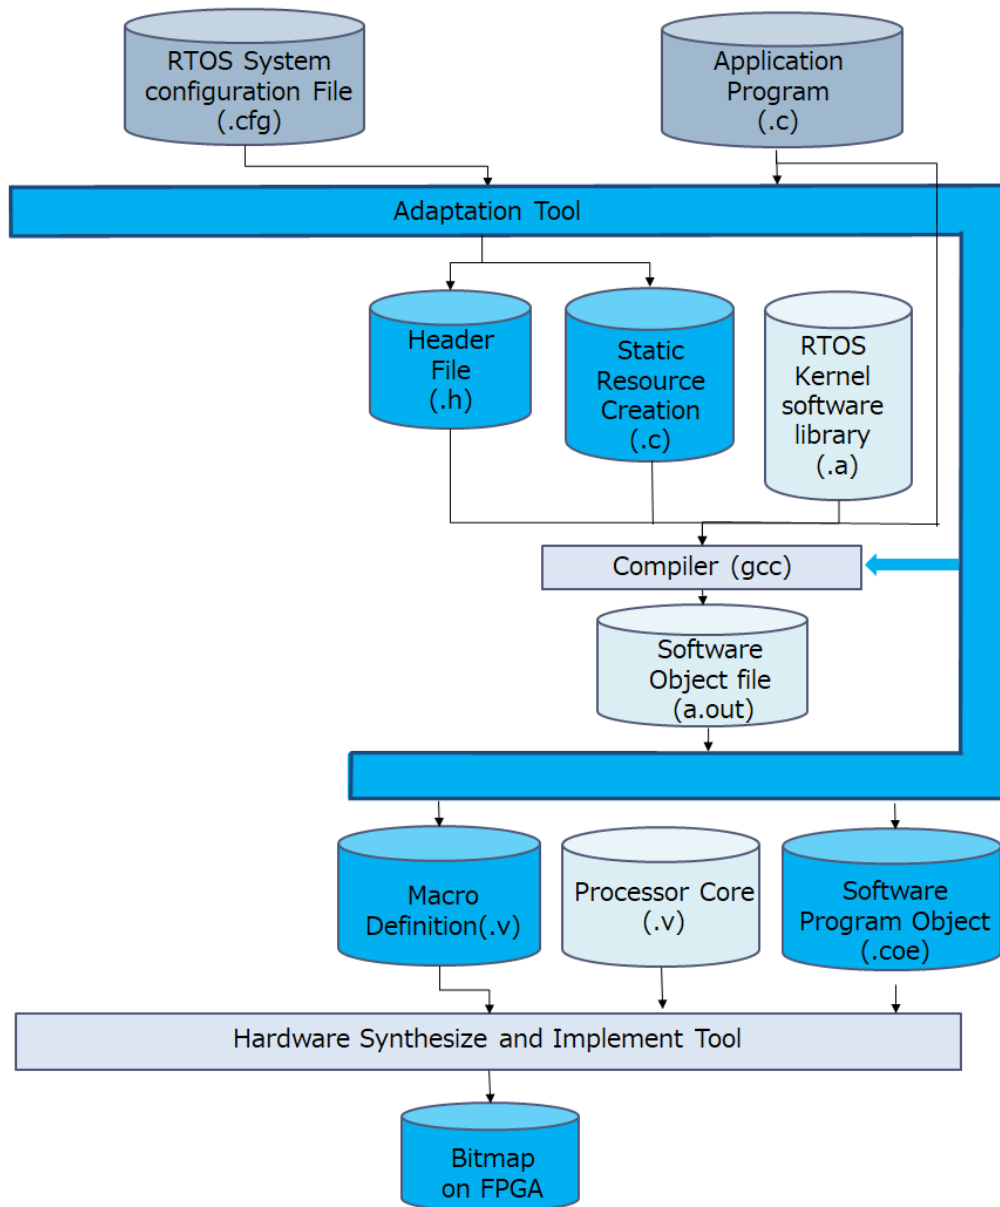 RTOS System
configuration File
(.cfg)
Application
Program
(.c)
Adaptation Tool
Header
File
(.h)
Static
Resource
Creation
(.c)
RTOS
Kernel
software
library
(.a)
Compiler (gcc)
Software
Object file
(a.out)
Macro
Definition(.v)
Processor Core
(.v)
Software
Program Object
(.coe)
Hardware Synthesize and Implement Tool
Bitmap
on FPGA